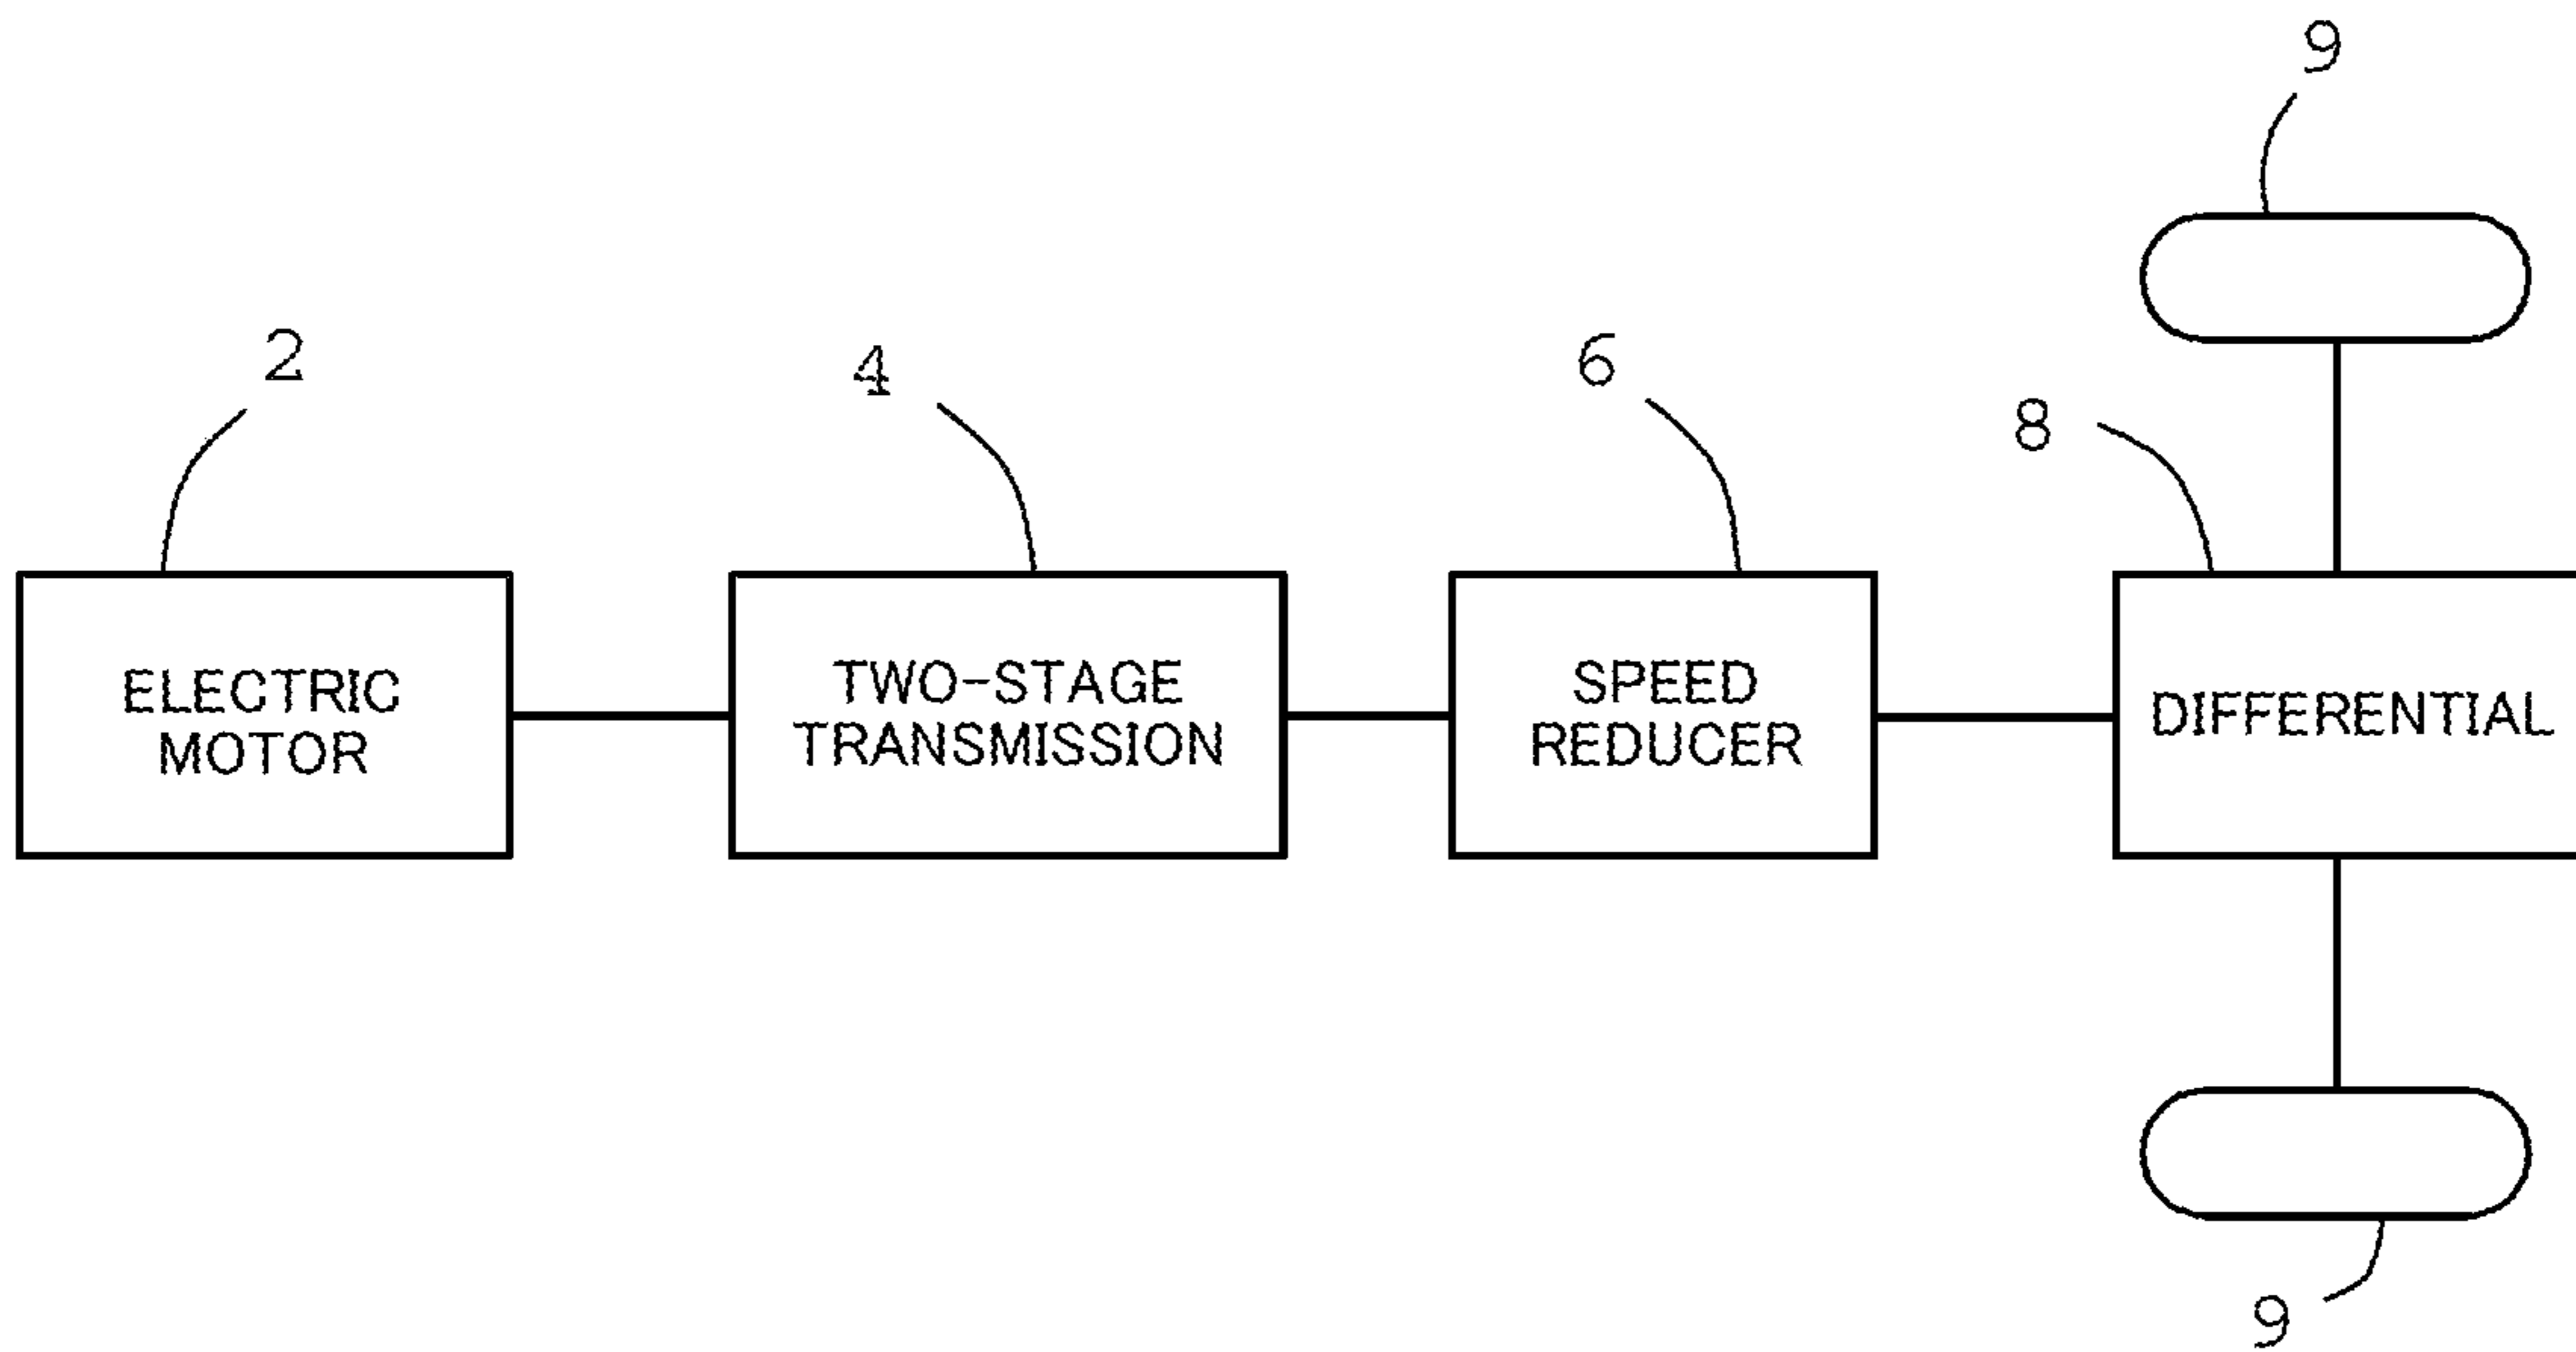 9
2
4
6
8
ELECTRIC
MOTOR
TWO-STAGE
TRANSMISSION
SPEED
REDUCER
DIFFERENTIAL
9